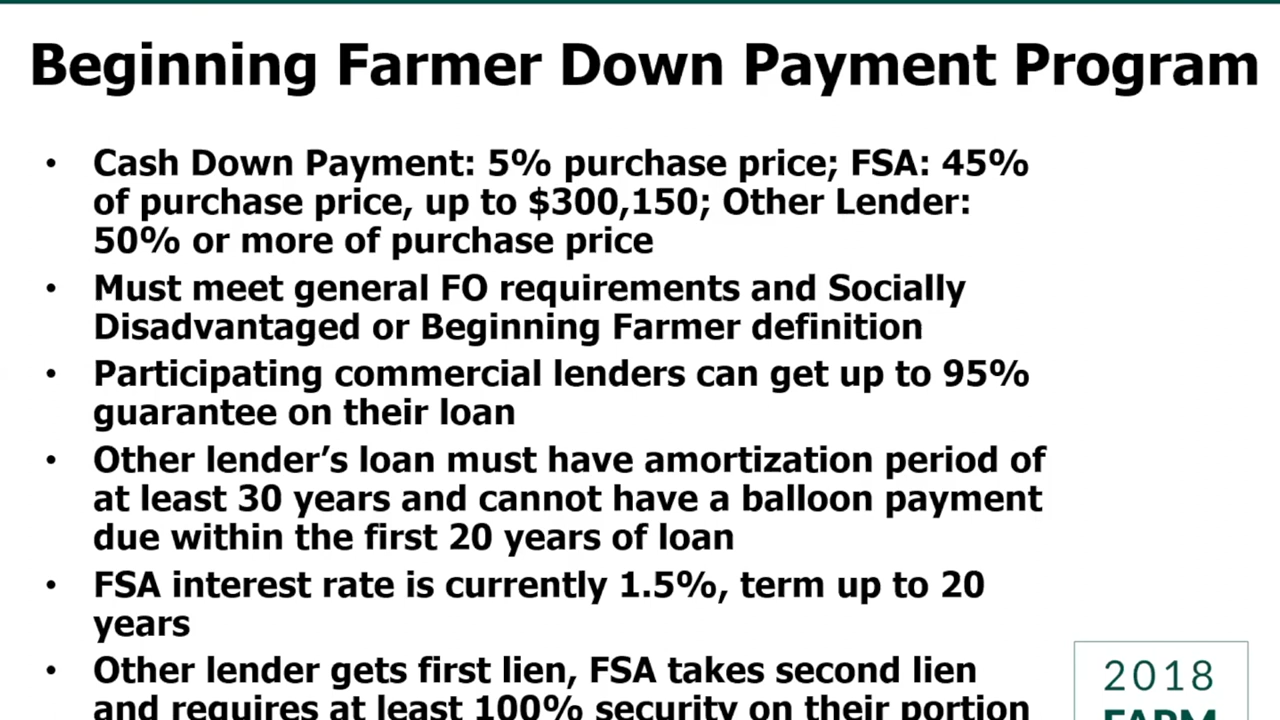 Beginning Farmer Down Payment Program
• Cash Down Payment: 5% purchase price; FSA: 45%
of purchase price, up to $300,150; Other Lender:
50% or more of purchase price
• Must meet general FO requirements and Socially
Disadvantaged or Beginning Farmer definition
• Participating commercial lenders can get up to 95%
guarantee on their loan
• Other lender’s loan must have amortization period of
at least 30 years and cannot have a balloon payment
due within the first 20 years of loan
• FSA interest rate is currently 1.5%, term up to 20
years
• Other lender gets first lien, FSA takes second lien
and requires at least 100% security on their portion
2018
FARM